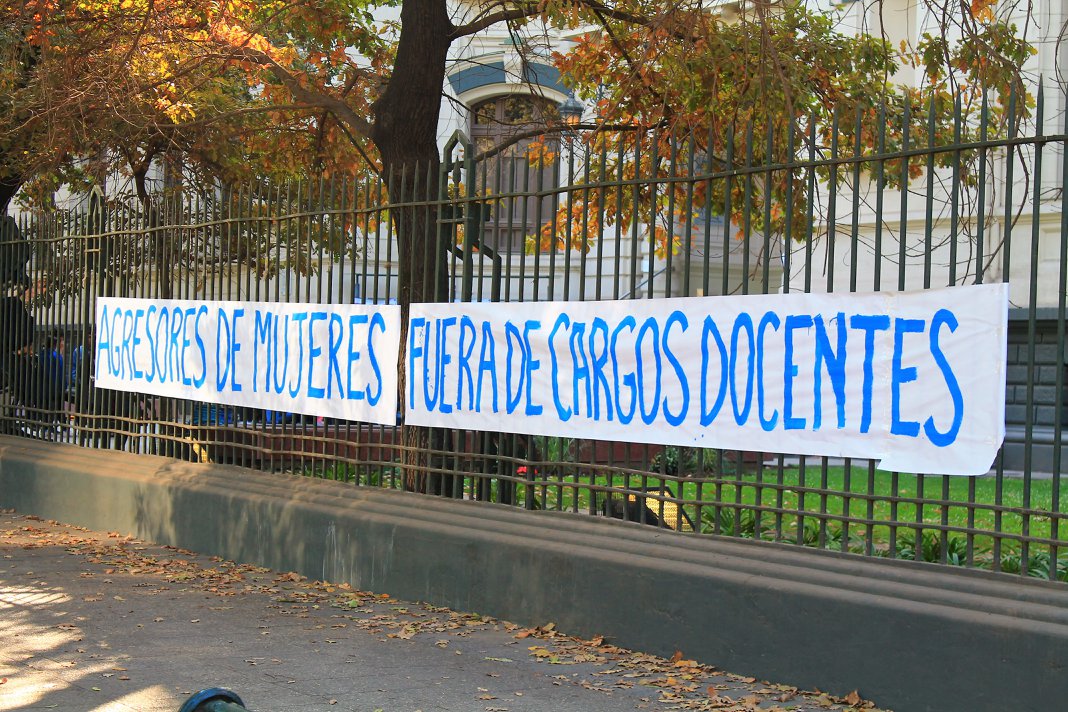 AGRESORES DE MUJERES FUERA DE CARGOS DOCENTES